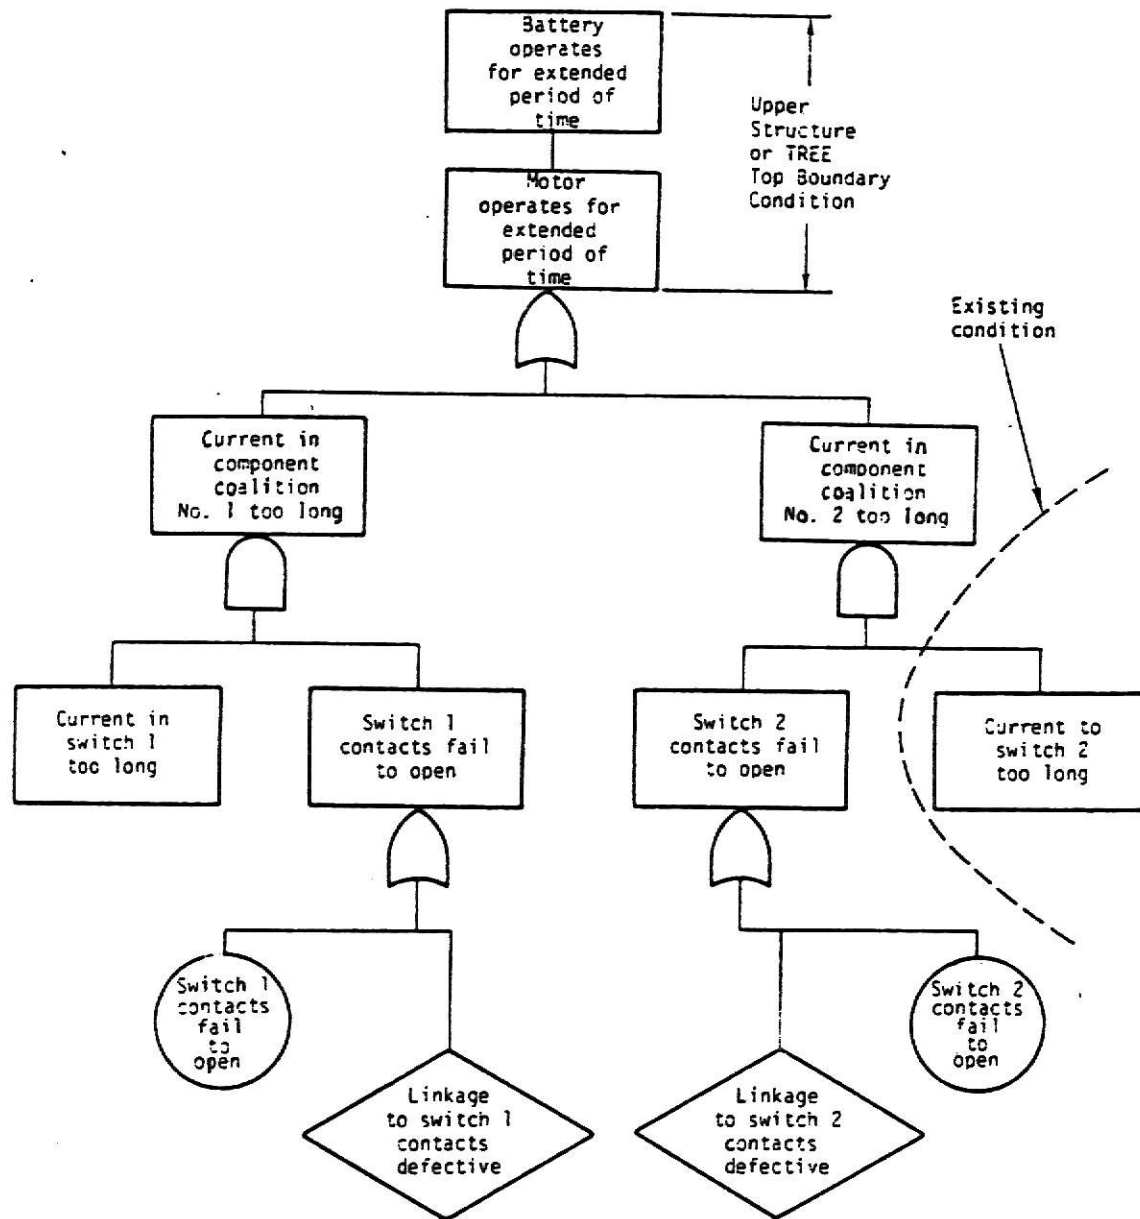 Battery
operates
for extended
period of
time
Upper
Structure
or TREE
Top Boundary
Condition
Motor
operates for
extended
period of
time
Existing
condition
Current in
component
coalition
No. 1 too long
Current in
component
coalition
No. 2 too long
Current in
switch 1
too long
Switch 1
contacts fail
to open
Switch 2
contacts fail
to open
Current to
switch 2
too long
Switch 1
contacts
fail
to
open
Linkage
to switch 1
contacts
defective
Linkage
to switch 2
contacts
defective
Switch 2
contacts
fail
to
open